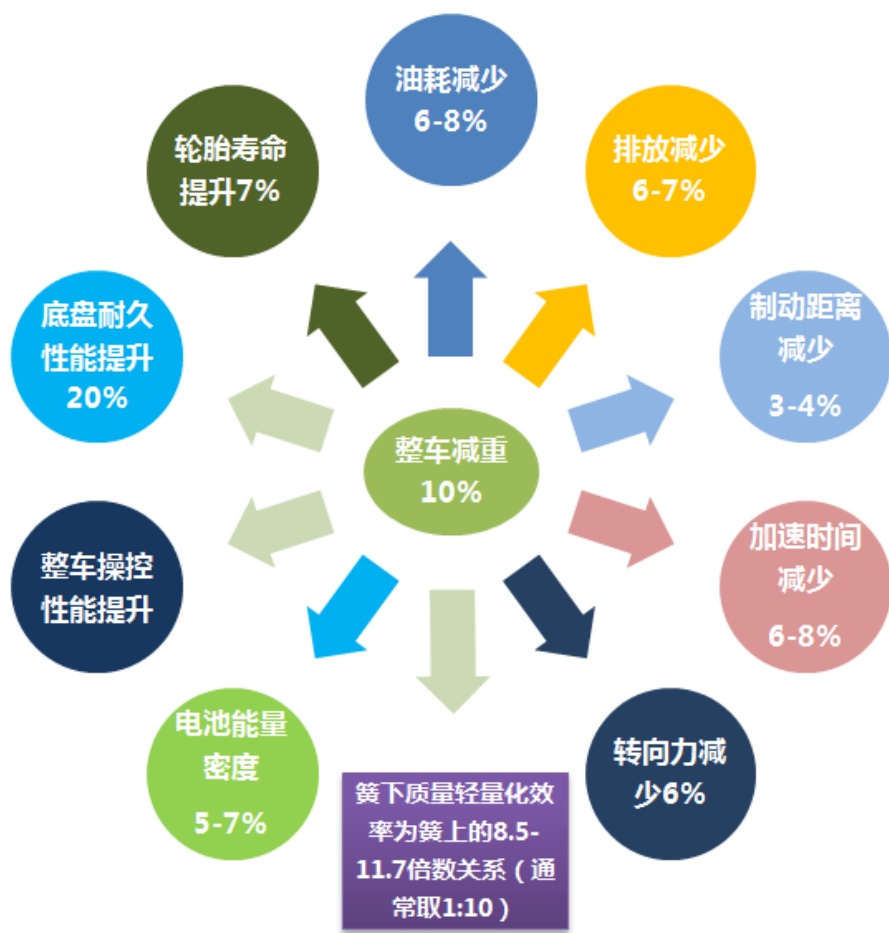 油耗减少
6-8%
排放减少
6-7%
制动距离
减少
3-4%
加速时间
减少
6-8%
转向力减
少6%
簧下质量轻量化效
率为簧上的8.5-
11.7倍数关系（通
常取1:10）
电池能量
密度
5-7%
整车操控
性能提升
底盘耐久
性能提升
20%
轮胎寿命
提升7%
整车减重
10%